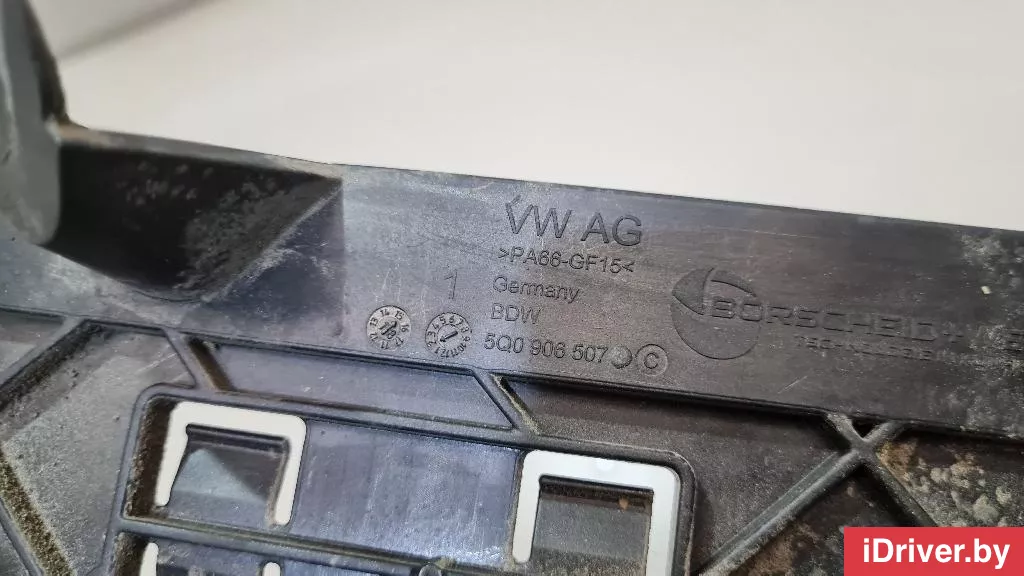 VW AG
>PA66-GF15<
1
Germany
BDW
5Q0 906 507 C
BORSCHEID+
iDriver.by